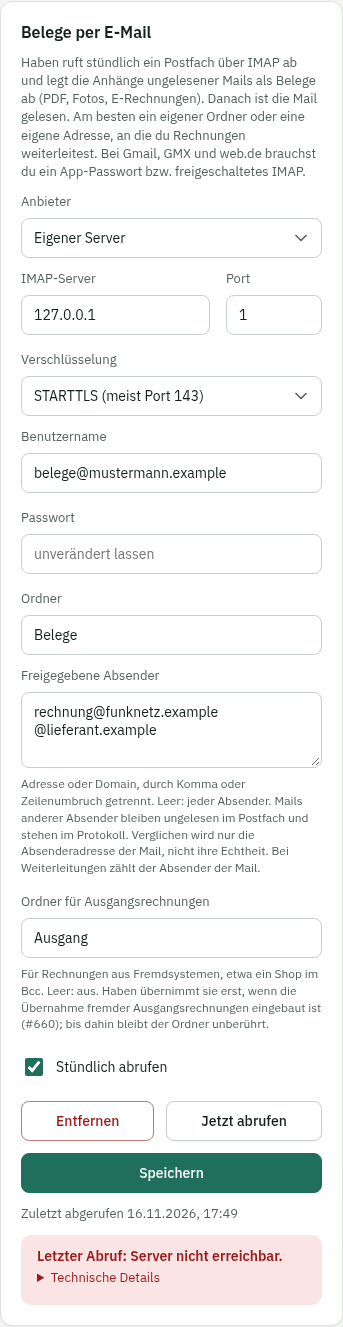 Belege per E-Mail
Haben ruft stündlich ein Postfach über IMAP ab
und legt die Anhänge ungelesener Mails als Belege
ab (PDF, Fotos, E-Rechnungen). Danach ist die Mail
gelesen. Am besten ein eigener Ordner oder eine
eigene Adresse, an die du Rechnungen
weiterleitest. Bei Gmail, GMX und web.de brauchst
du ein App-Passwort bzw. freigeschaltetes IMAP.
Anbieter
Eigener Server
IMAP-Server
Port
127.0.0.1
1
Verschlüsselung
STARTTLS (meist Port 143)
Benutzername
belege@mustermann.example
Passwort
unverändert lassen
Ordner
Belege
Freigegebene Absender
rechnung@funknetz.example
@lieferant.example
Adresse oder Domain, durch Komma oder
Zeilenumbruch getrennt. Leer: jeder Absender. Mails
anderer Absender bleiben ungelesen im Postfach und
stehen im Protokoll. Verglichen wird nur die
Absenderadresse der Mail, nicht ihre Echtheit. Bei
Weiterleitungen zählt der Absender der Mail.
Ordner für Ausgangsrechnungen
Ausgang
Für Rechnungen aus Fremdsystemen, etwa ein Shop im
Bcc. Leer: aus. Haben übernimmt sie erst, wenn die
Übernahme fremder Ausgangsrechnungen eingebaut ist
(#660); bis dahin bleibt der Ordner unberührt.
Stündlich abrufen
Entfernen
Jetzt abrufen
Speichern
Zuletzt abgerufen 16.11.2026, 17:49
Letzter Abruf: Server nicht erreichbar.
Technische Details